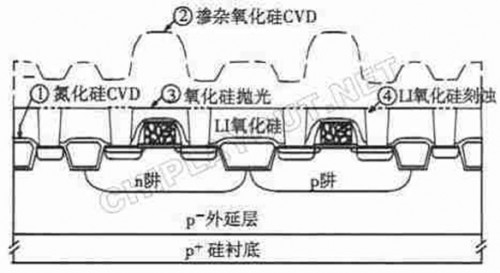 ② 掺杂氧化硅CVD
① 氮化硅CVD
③ 氧化硅抛光
④ LI氧化硅刻蚀
LI氧化硅
n阱
p阱
p⁻外延层
p⁺硅衬底